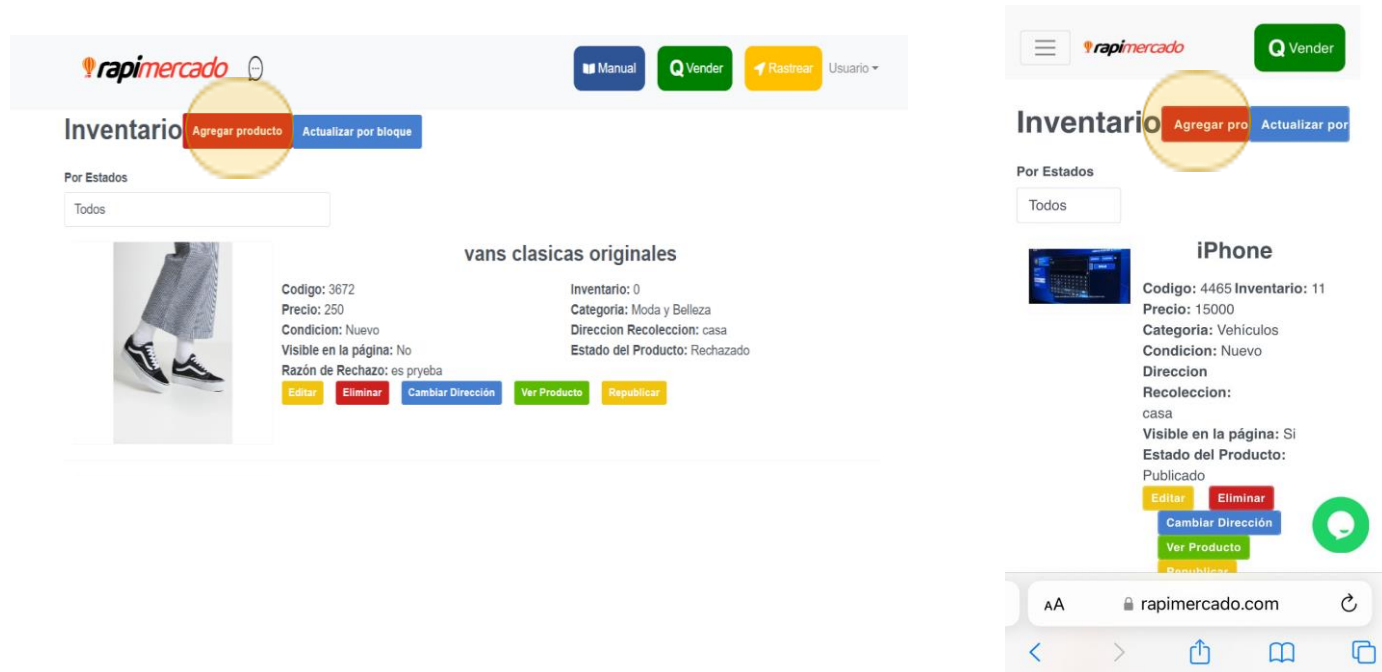 rapimercado
Manual
Vender
Rastrear
Usuario
Inventario
Agregar producto
Actualizar por bloque
Por Estados
Todos
vans clasicas originales
Codigo: 3672
Inventario: 0
Precio: 250
Categoria: Moda y Belleza
Condicion: Nuevo
Direccion Recoleccion: casa
Visible en la página: No
Estado del Producto: Rechazado
Razón de Rechazo: es pryeba
Editar
Eliminar
Cambiar Dirección
Ver Producto
Republicar
rapimercado
Vender
Inventario
Agregar pro
Actualizar por
Por Estados
Todos
iPhone
Codigo: 4465 Inventario: 11
Precio: 15000
Categoria: Vehículos
Condicion: Nuevo
Direccion
Recoleccion:
casa
Visible en la página: Si
Estado del Producto:
Publicado
Editar
Eliminar
Cambiar Dirección
Ver Producto
Republicar
AA
rapimercado.com